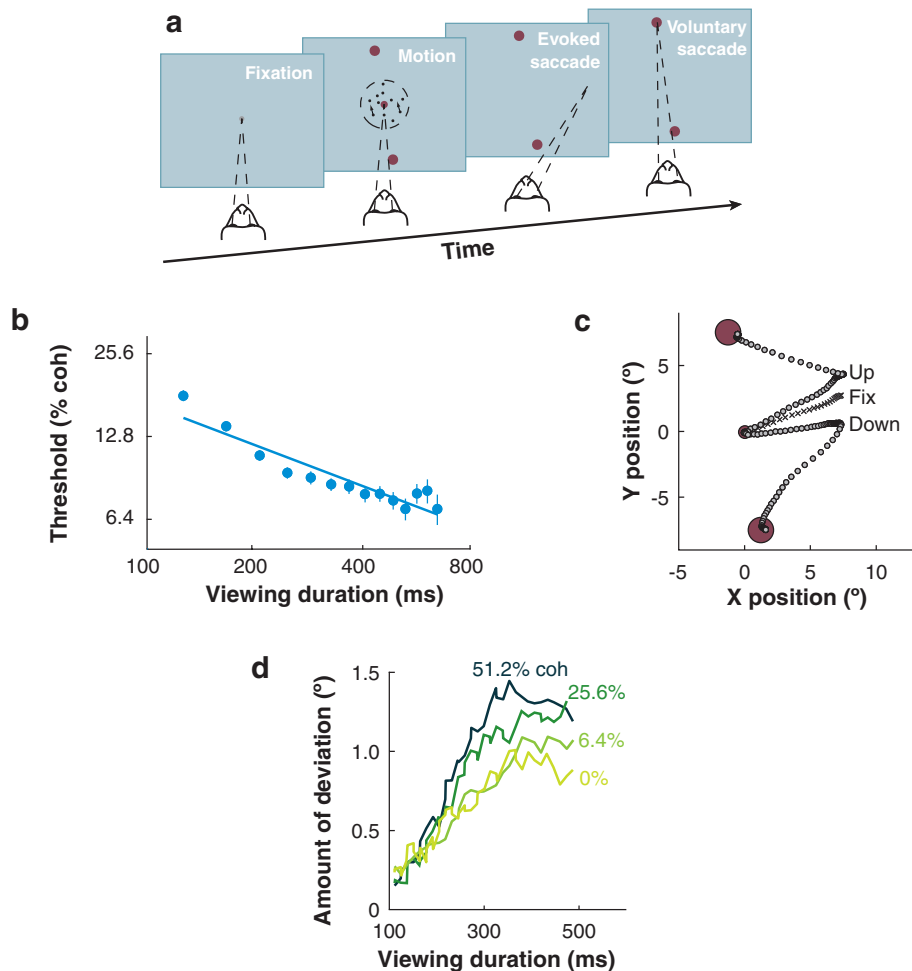 a
Fixation
Motion
Evoked
saccade
Voluntary
saccade
Time
b
Threshold (% coh)
25.6
12.8
6.4
100
200
400
800
Viewing duration (ms)
c
Y position (º)
5
0
-5
Up
Fix
Down
-5
0
5
10
X position (º)
d
Amount of deviation (º)
1.5
1.0
0.5
0
51.2% coh
25.6%
6.4%
0%
100
300
500
Viewing duration (ms)